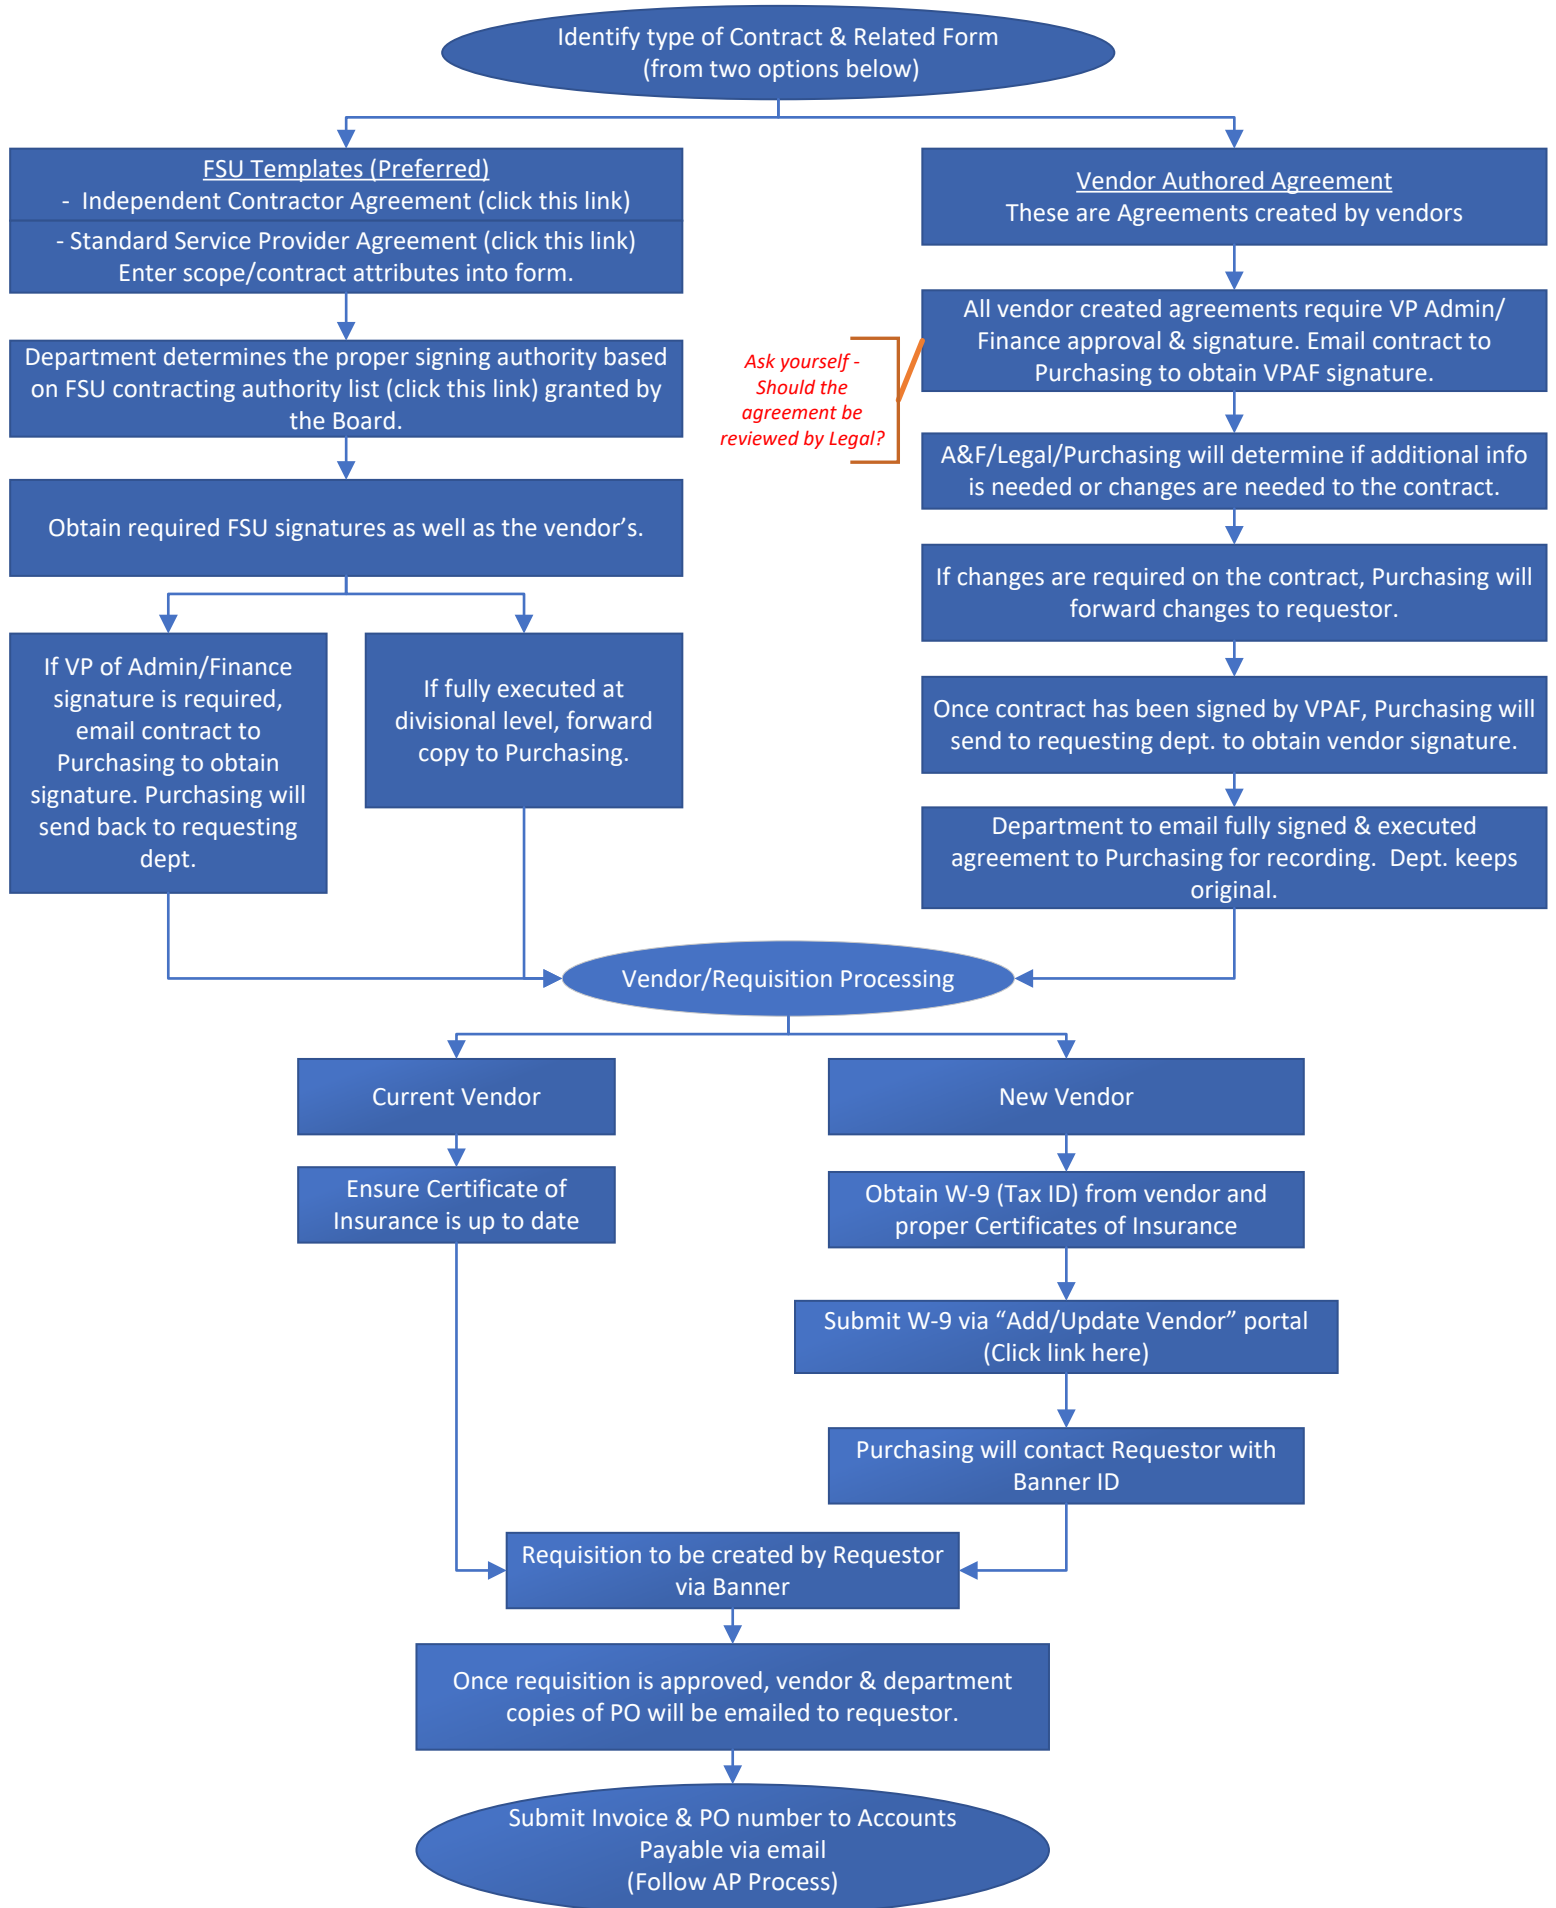 Identify type of Contract & Related Form
(from two options below)
FSU Templates (Preferred)
- Independent Contractor Agreement (click this link)
- Standard Service Provider Agreement (click this link)
Enter scope/contract attributes into form.
Department determines the proper signing authority based
on FSU contracting authority list (click this link) granted by
the Board.
Obtain required FSU signatures as well as the vendor’s.
If VP of Admin/Finance
signature is required,
email contract to
Purchasing to obtain
signature. Purchasing will
send back to requesting
dept.
If fully executed at
divisional level, forward
copy to Purchasing.
Vendor Authored Agreement
These are Agreements created by vendors
All vendor created agreements require VP Admin/
Finance approval & signature. Email contract to
Purchasing to obtain VPAF signature.
Ask yourself -
Should the
agreement be
reviewed by Legal?
A&F/Legal/Purchasing will determine if additional info
is needed or changes are needed to the contract.
If changes are required on the contract, Purchasing will
forward changes to requestor.
Once contract has been signed by VPAF, Purchasing will
send to requesting dept. to obtain vendor signature.
Department to email fully signed & executed
agreement to Purchasing for recording. Dept. keeps
original.
Vendor/Requisition Processing
Current Vendor
Ensure Certificate of
Insurance is up to date
New Vendor
Obtain W-9 (Tax ID) from vendor and
proper Certificates of Insurance
Submit W-9 via “Add/Update Vendor” portal
(Click link here)
Purchasing will contact Requestor with
Banner ID
Requisition to be created by Requestor
via Banner
Once requisition is approved, vendor & department
copies of PO will be emailed to requestor.
Submit Invoice & PO number to Accounts
Payable via email
(Follow AP Process)